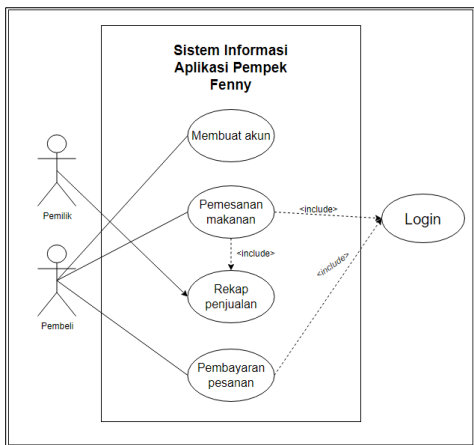 Sistem Informasi
Aplikasi Pempek
Fenny
Membuat akun
Pemilik
Pemesanan
makanan
<include>
Login
<include>
<include>
Pembeli
Rekap
penjualan
Pembayaran
pesanan